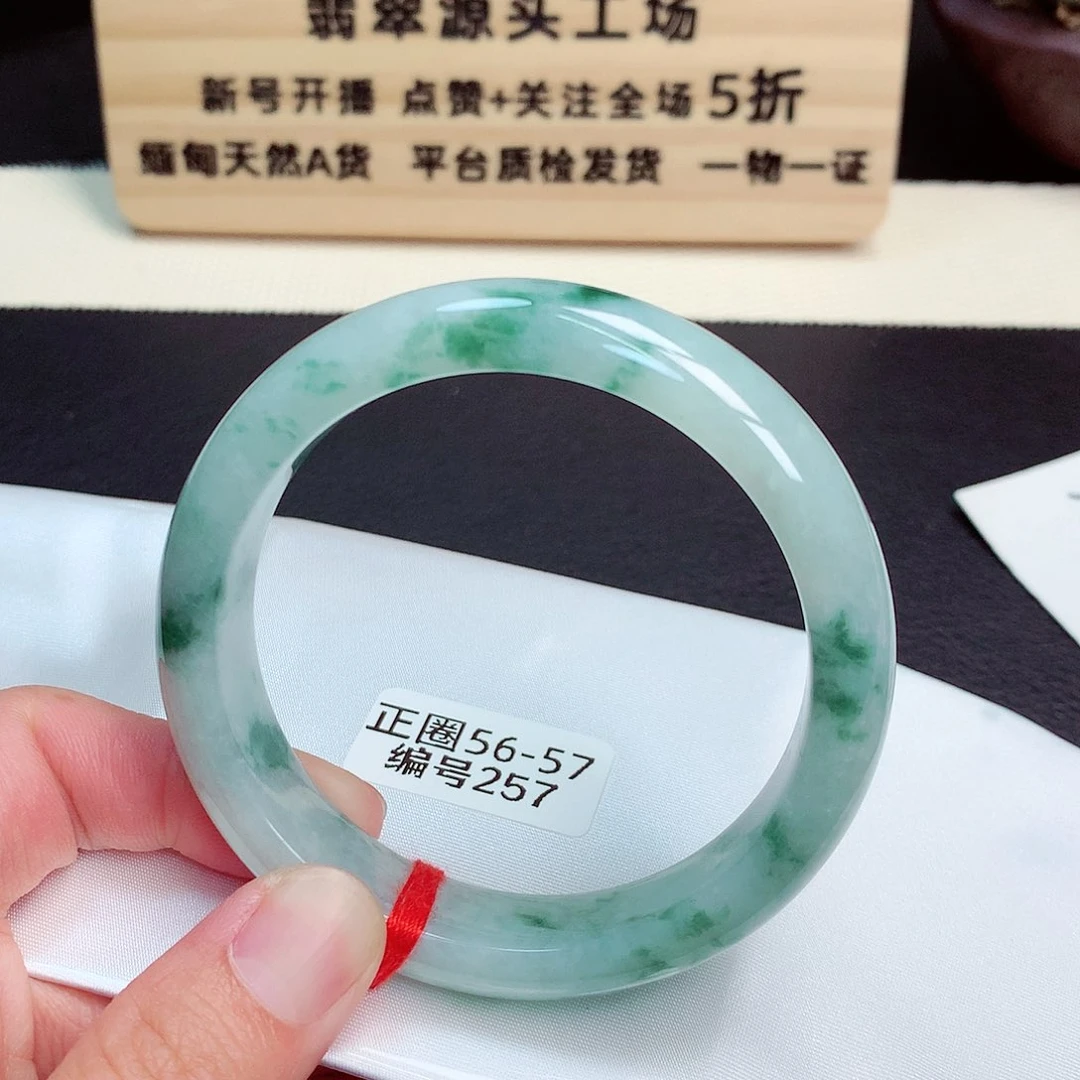 翡翠源头工场
新号开播 点赞+关注全场5折
缅甸天然A货 平台质检发货 一物一证
正圈56-57
编号257